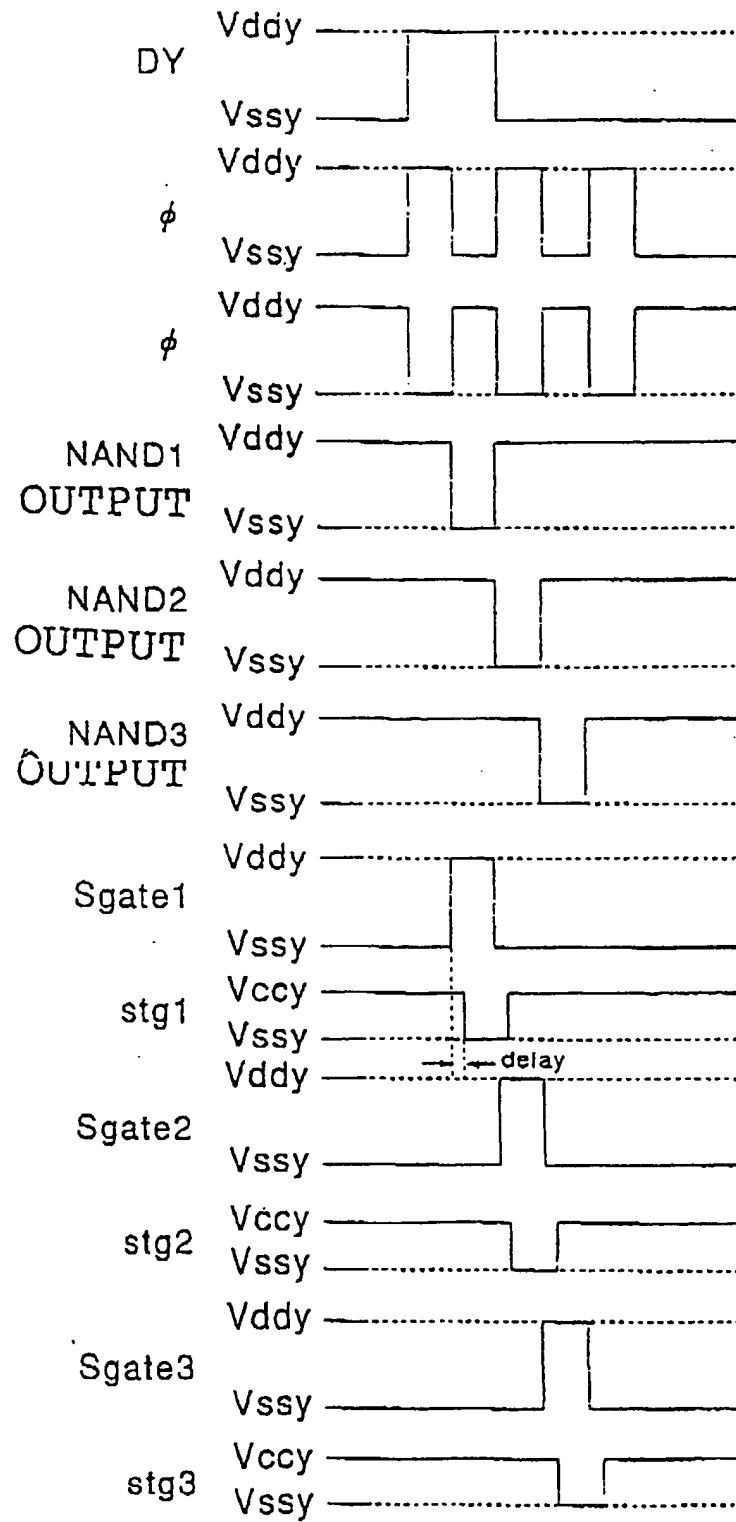 Vddy
DY
Vssy
Vddy
ϕ
Vssy
Vddy
ϕ
Vssy
Vddy
NAND1
OUTPUT
Vssy
Vddy
NAND2
OUTPUT
Vssy
Vddy
NAND3
OUTPUT
Vssy
Vddy
Sgate1
Vssy
Vccy
stg1
Vssy
delay
Vddy
Sgate2
Vssy
Vccy
stg2
Vssy
Vddy
Sgate3
Vssy
Vccy
stg3
Vssy